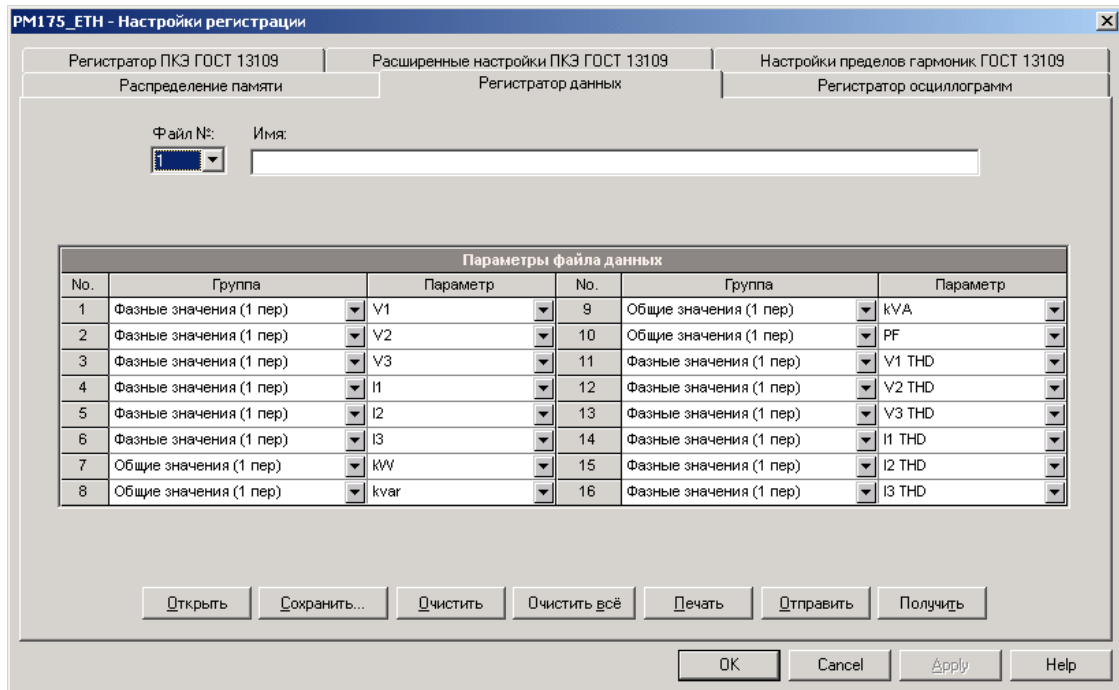 PM175_ETH - Настройки регистрации
Регистратор ПКЭ ГОСТ 13109 Расширенные настройки ПКЭ ГОСТ 13109 Настройки пределов гармоник ГОСТ 13109
Распределение памяти Регистратор данных Регистратор осциллограмм
Файл №: Имя:
1
Параметры файла данных
No. Группа Параметр No. Группа Параметр
1 Фазные значения (1 пер) V1 9 Общие значения (1 пер) kVA
2 Фазные значения (1 пер) V2 10 Общие значения (1 пер) PF
3 Фазные значения (1 пер) V3 11 Фазные значения (1 пер) V1 THD
4 Фазные значения (1 пер) I1 12 Фазные значения (1 пер) V2 THD
5 Фазные значения (1 пер) I2 13 Фазные значения (1 пер) V3 THD
6 Фазные значения (1 пер) I3 14 Фазные значения (1 пер) I1 THD
7 Общие значения (1 пер) kW 15 Фазные значения (1 пер) I2 THD
8 Общие значения (1 пер) kvar 16 Фазные значения (1 пер) I3 THD
Открыть Сохранить... Очистить Очистить всё Печать Отправить Получить
OK Cancel Apply Help